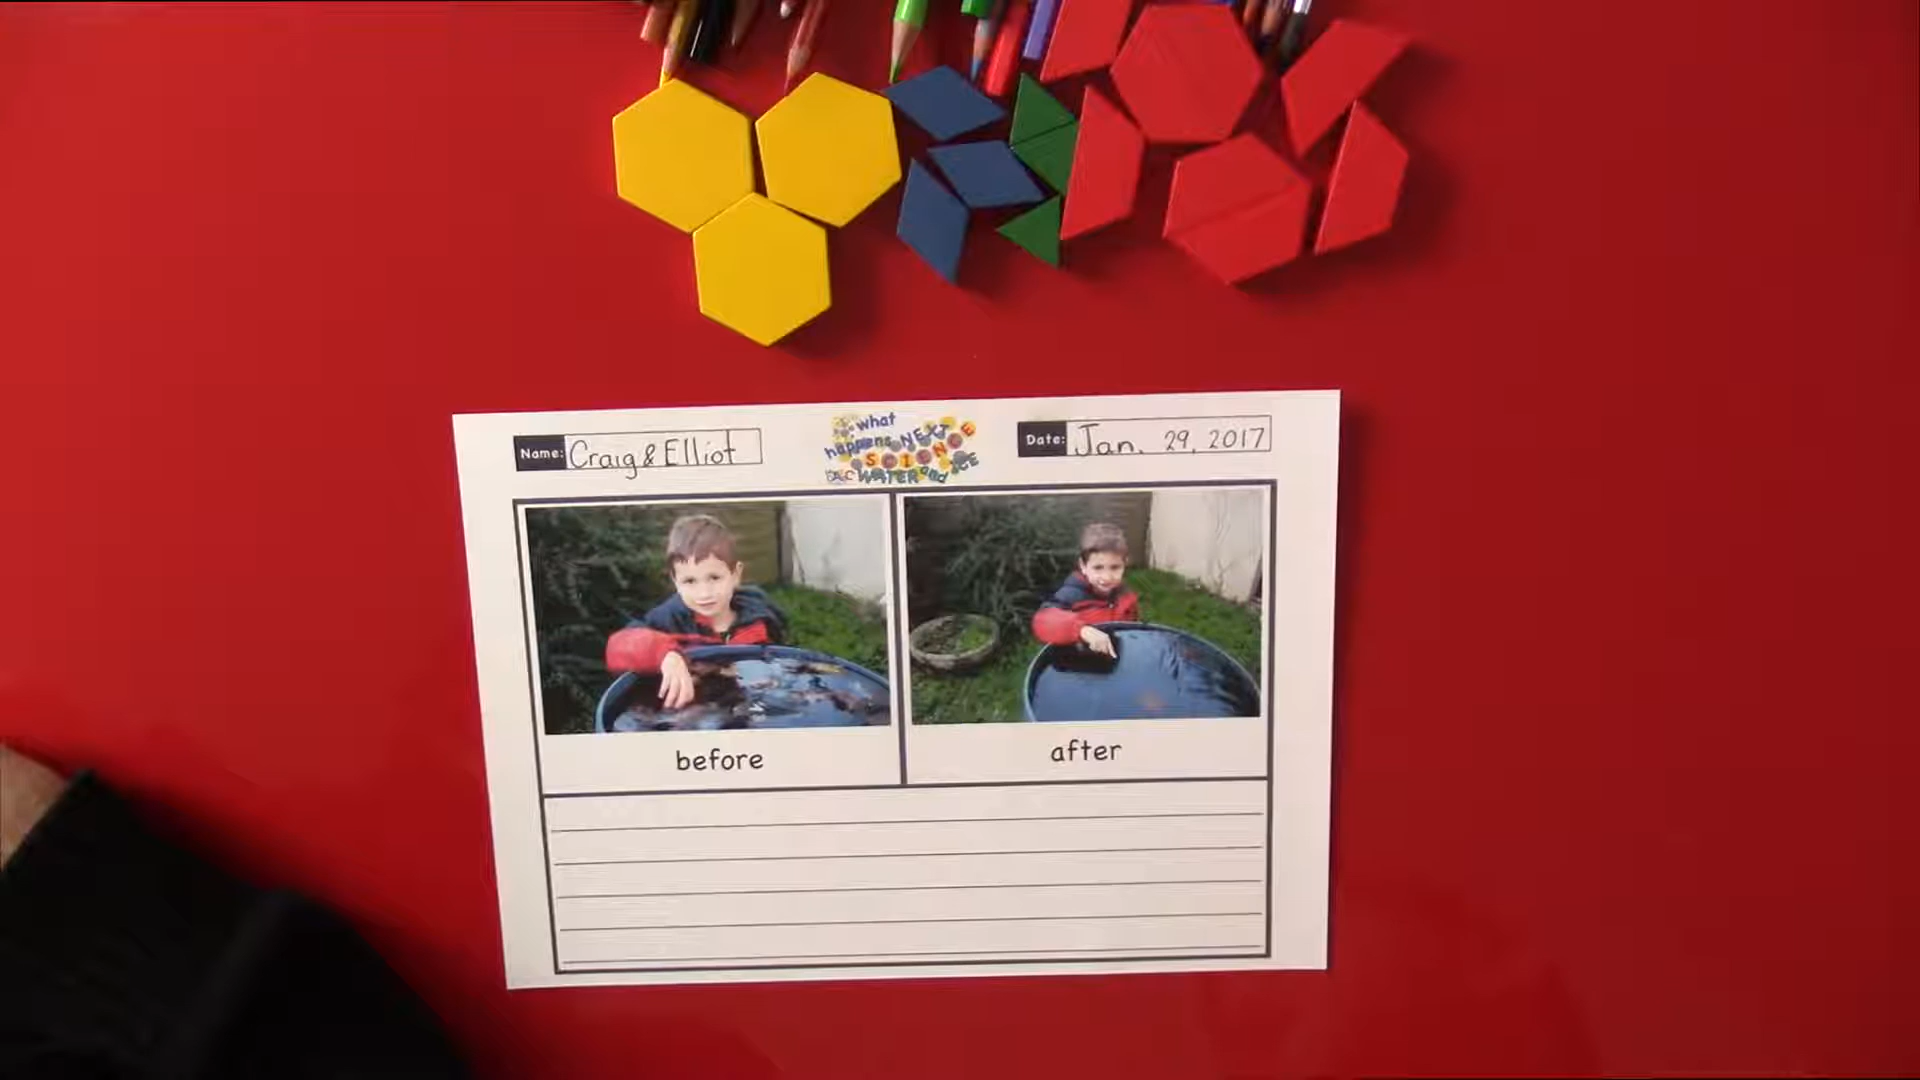 Name: Craig & Elliot
what
happens NEXT
SCIENCE
WATER and ICE
Date: Jan. 29, 2017
before
after